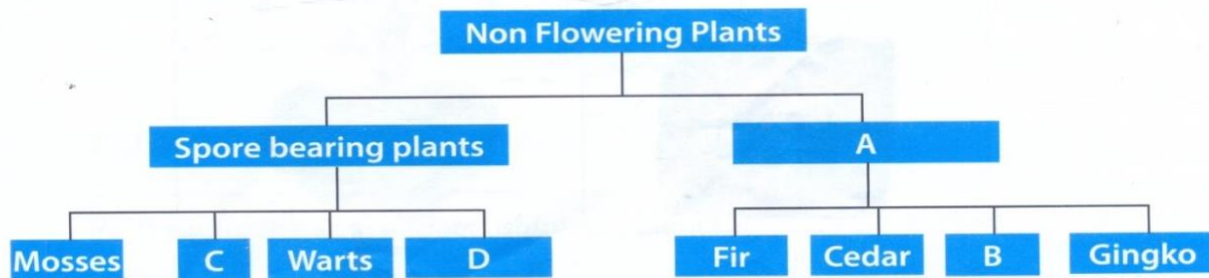 Non Flowering Plants
Spore bearing plants
A
Mosses
C
Warts
D
Fir
Cedar
B
Gingko